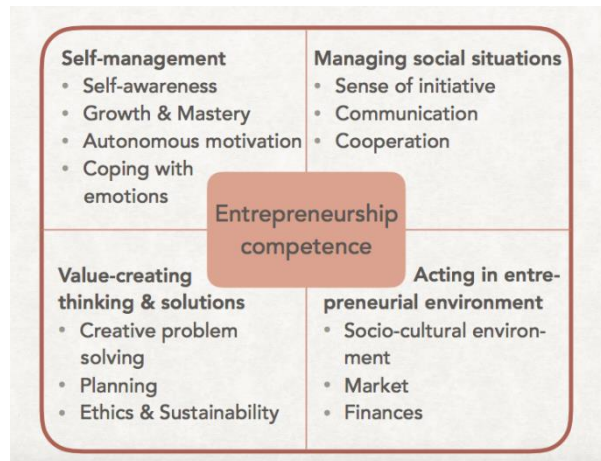 Self-management
• Self-awareness
• Growth & Mastery
• Autonomous motivation
• Coping with
emotions
Managing social situations
• Sense of initiative
• Communication
• Cooperation
Entrepreneurship
competence
Value-creating
thinking & solutions
• Creative problem
solving
• Planning
• Ethics & Sustainability
Acting in entre-
preneurial environment
• Socio-cultural environ-
ment
• Market
• Finances